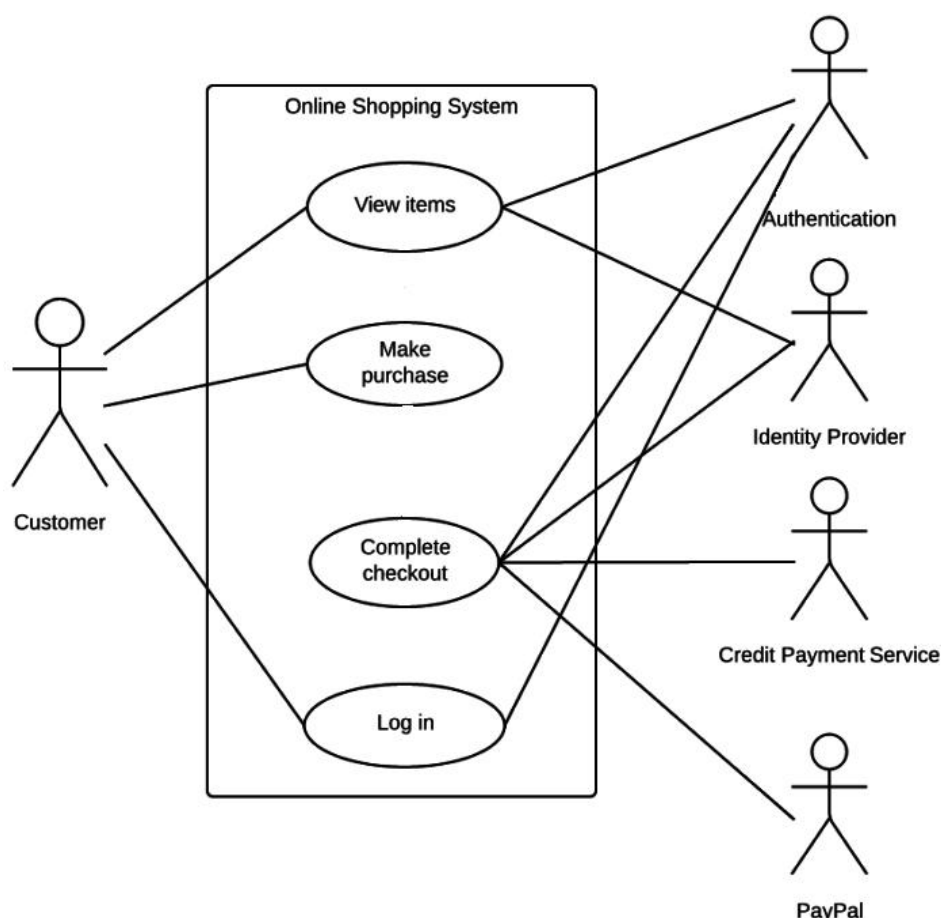 Online Shopping System
View items
Authentication
Make
purchase
Identity Provider
Customer
Complete
checkout
Credit Payment Service
Log in
PayPal